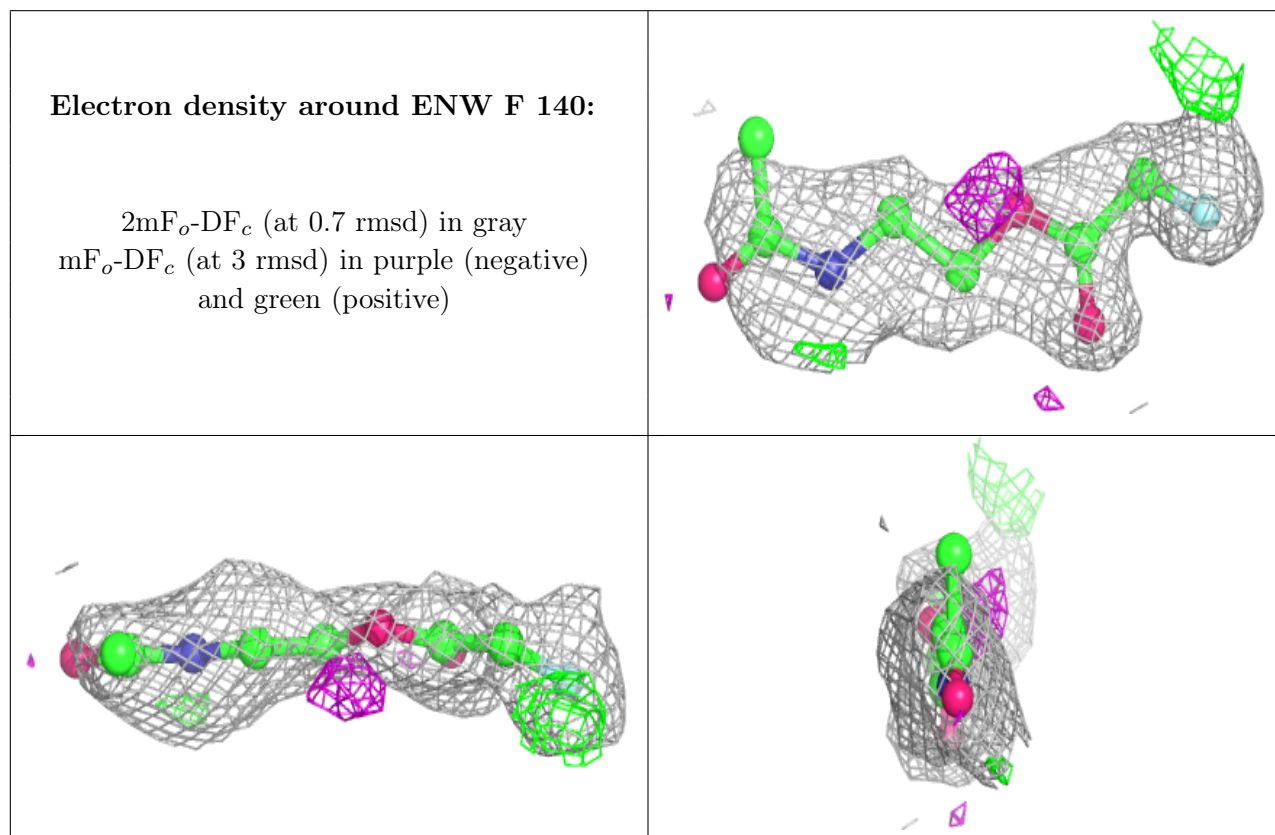 Electron density around ENW F 140:
2mFₒ-DF𝒸 (at 0.7 rmsd) in gray
mFₒ-DF𝒸 (at 3 rmsd) in purple (negative)
and green (positive)